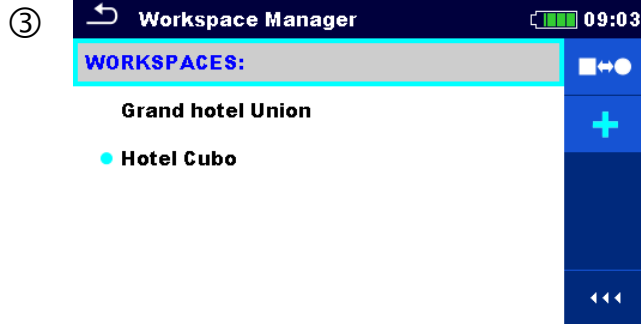 ③
Workspace Manager 09:03
WORKSPACES:
Grand hotel Union
Hotel Cubo